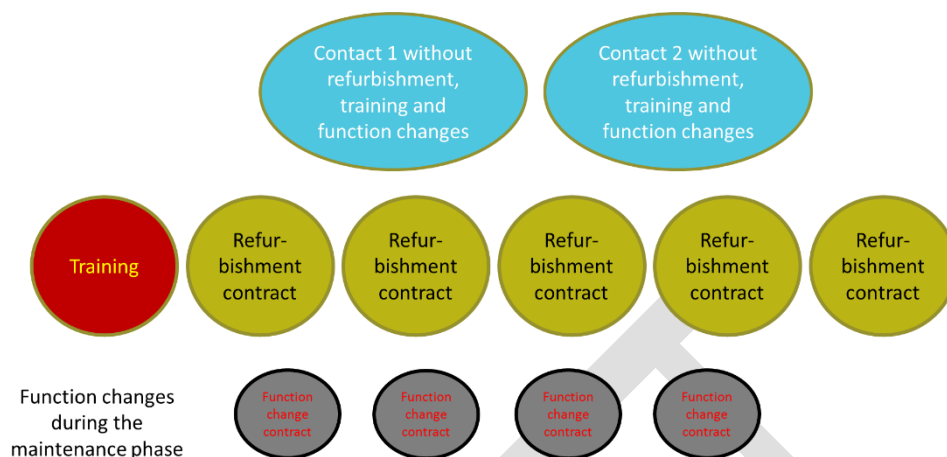 Contact 1 without
refurbishment,
training and
function changes
Contact 2 without
refurbishment,
training and
function changes
Training
Refur-
bishment
contract
Refur-
bishment
contract
Refur-
bishment
contract
Refur-
bishment
contract
Refur-
bishment
contract
Function changes
during the
maintenance phase
Function
change
contract
Function
change
contract
Function
change
contract
Function
change
contract